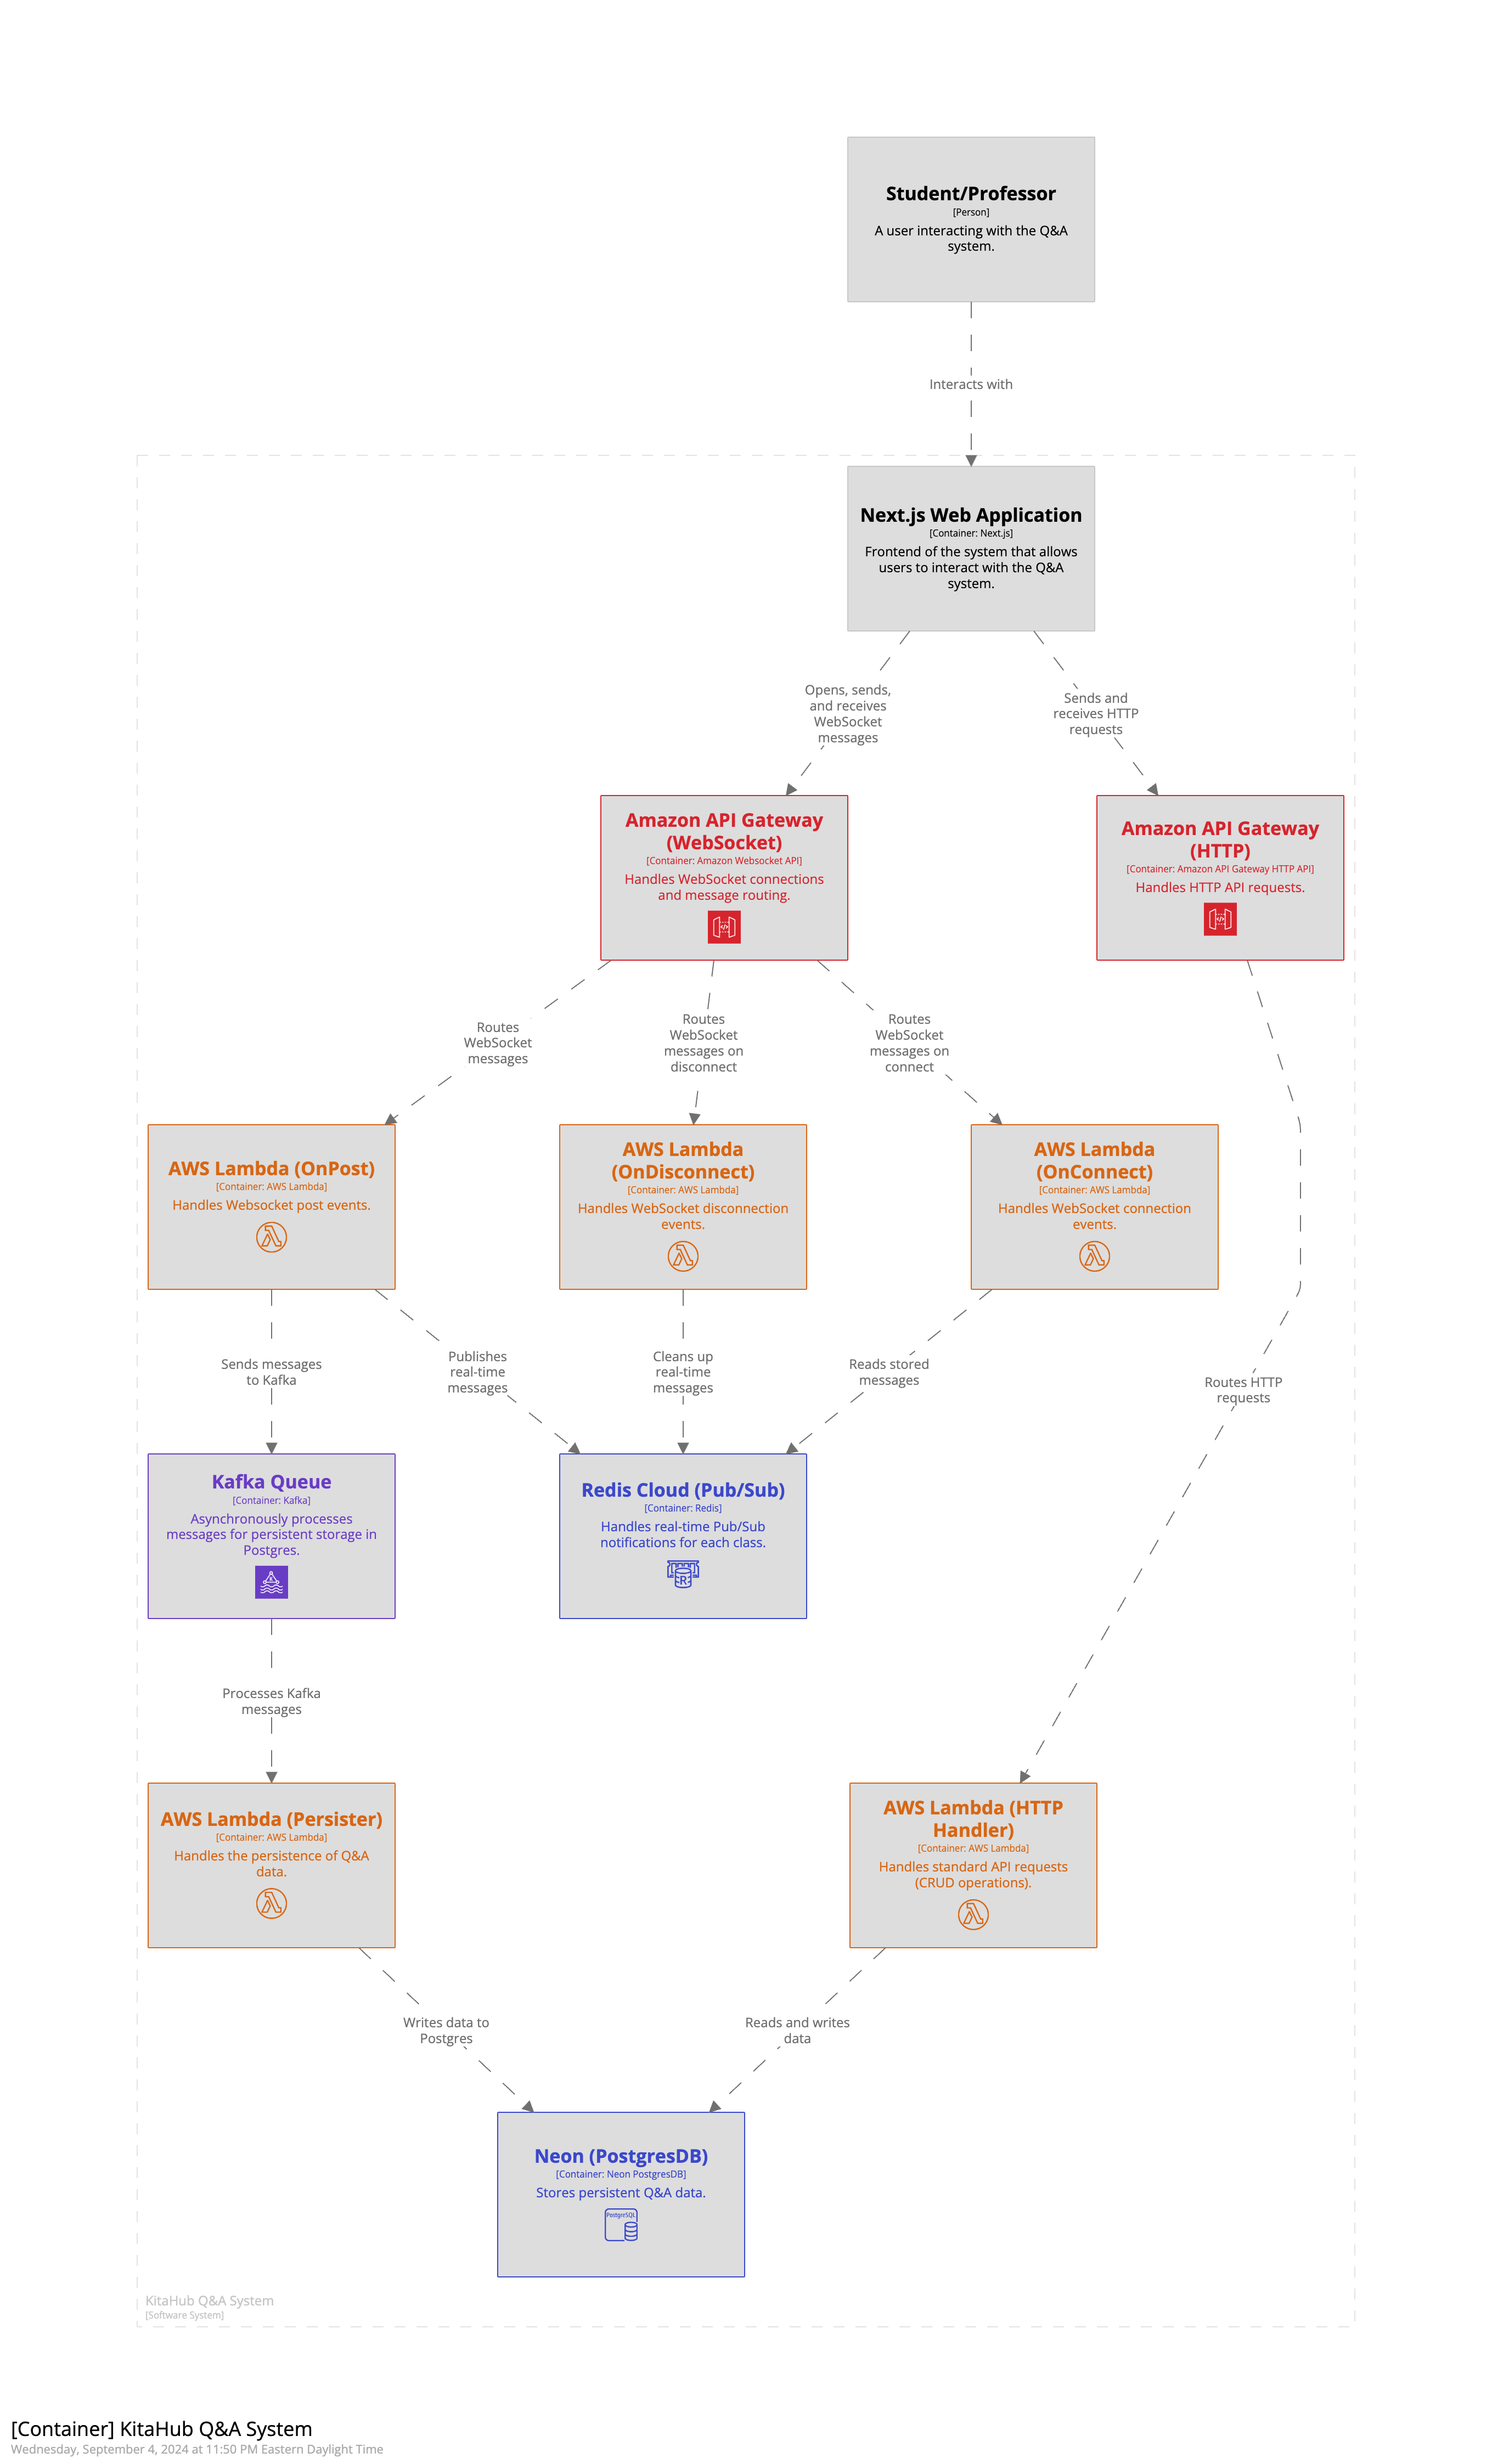 Student/Professor
[Person]
A user interacting with the Q&A
system.
Interacts with
Next.js Web Application
[Container: Next.js]
Frontend of the system that allows
users to interact with the Q&A
system.
Opens, sends,
and receives
WebSocket
messages
Sends and
receives HTTP
requests
Amazon API Gateway
(WebSocket)
[Container: Amazon Websocket API]
Handles WebSocket connections
and message routing.
Amazon API Gateway
(HTTP)
[Container: Amazon API Gateway HTTP API]
Handles HTTP API requests.
Routes
WebSocket
messages
Routes
WebSocket
messages on
disconnect
Routes
WebSocket
messages on
connect
AWS Lambda (OnPost)
[Container: AWS Lambda]
Handles Websocket post events.
AWS Lambda
(OnDisconnect)
[Container: AWS Lambda]
Handles WebSocket disconnection
events.
AWS Lambda
(OnConnect)
[Container: AWS Lambda]
Handles WebSocket connection
events.
Sends messages
to Kafka
Publishes
real-time
messages
Cleans up
real-time
messages
Reads stored
messages
Routes HTTP
requests
Kafka Queue
[Container: Kafka]
Asynchronously processes
messages for persistent storage in
Postgres.
Redis Cloud (Pub/Sub)
[Container: Redis]
Handles real-time Pub/Sub
notifications for each class.
R
Processes Kafka
messages
AWS Lambda (Persister)
[Container: AWS Lambda]
Handles the persistence of Q&A
data.
AWS Lambda (HTTP
Handler)
[Container: AWS Lambda]
Handles standard API requests
(CRUD operations).
Writes data to
Postgres
Reads and writes
data
Neon (PostgresDB)
[Container: Neon PostgresDB]
Stores persistent Q&A data.
PostgreSQL
KitaHub Q&A System
[Software System]
[Container] KitaHub Q&A System
Wednesday, September 4, 2024 at 11:50 PM Eastern Daylight Time